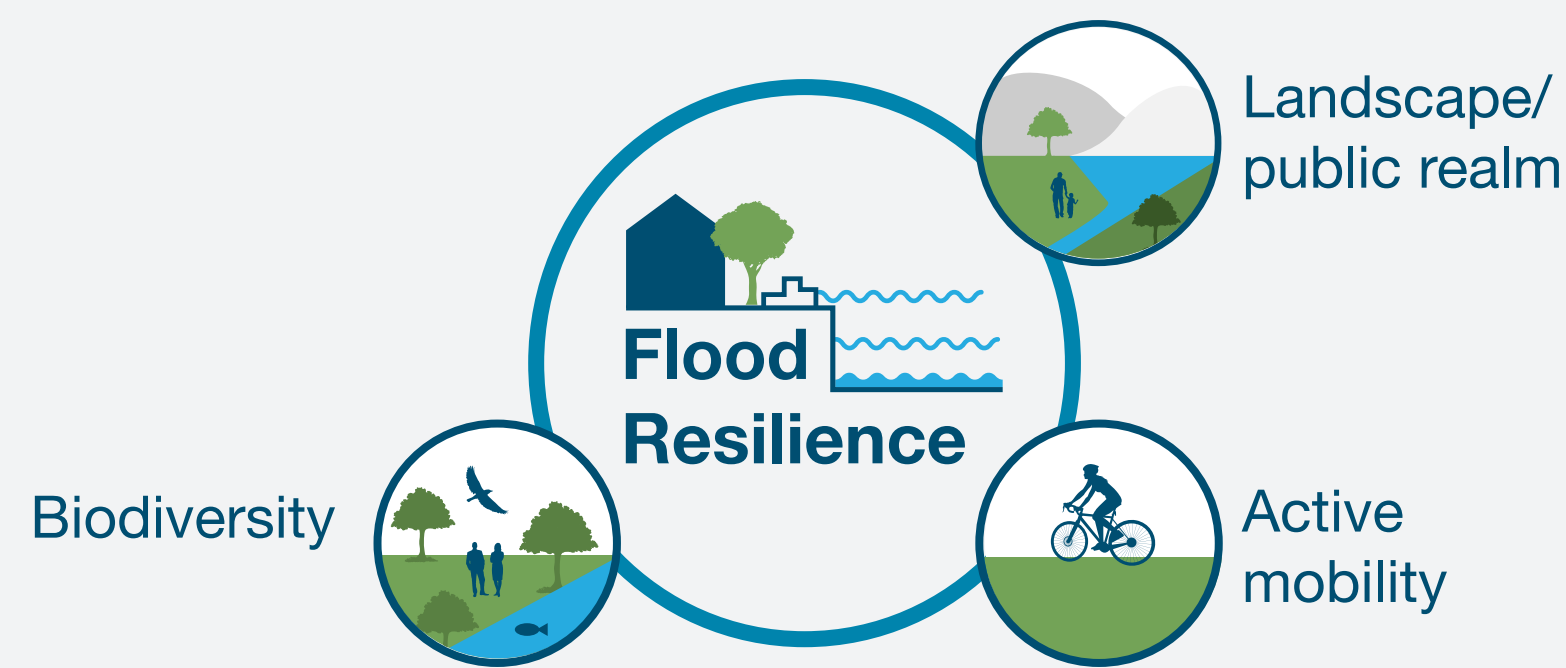 Landscape/
public realm
Flood
Resilience
Biodiversity
Active
mobility